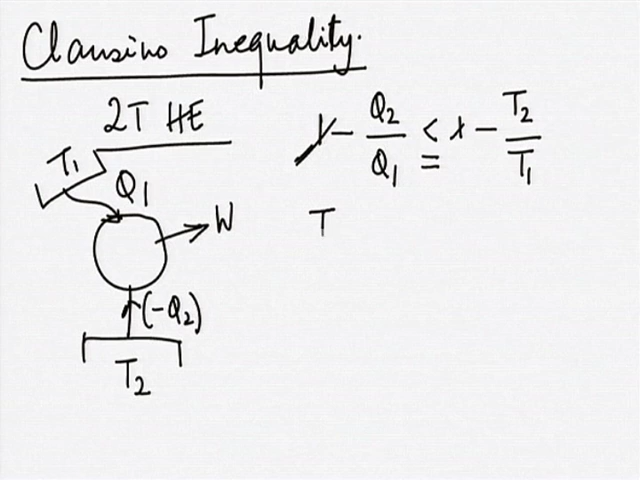 Clausius Inequality.
2T HE
1 - Q2/Q1 ≤ 1 - T2/T1
T1
Q1
W
T
(-Q2)
T2